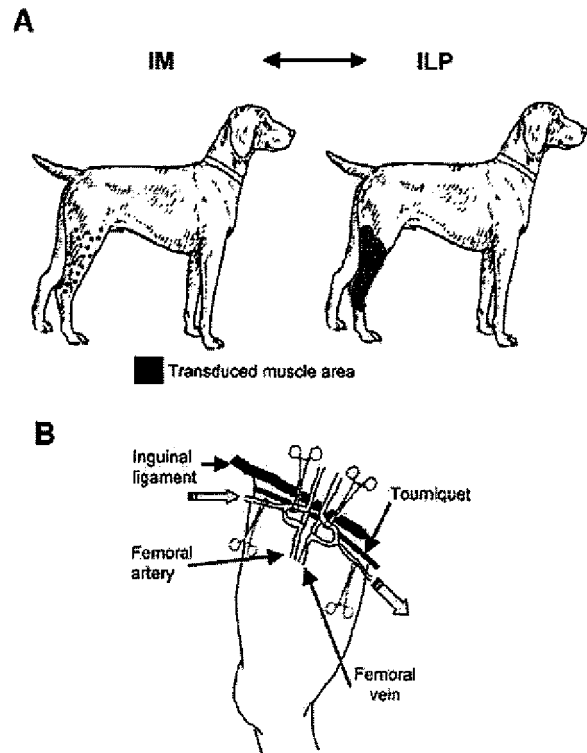 A
IM ILP
Transduced muscle area
B
Inguinal
ligament
Tourniquet
Femoral
artery
Femoral
vein